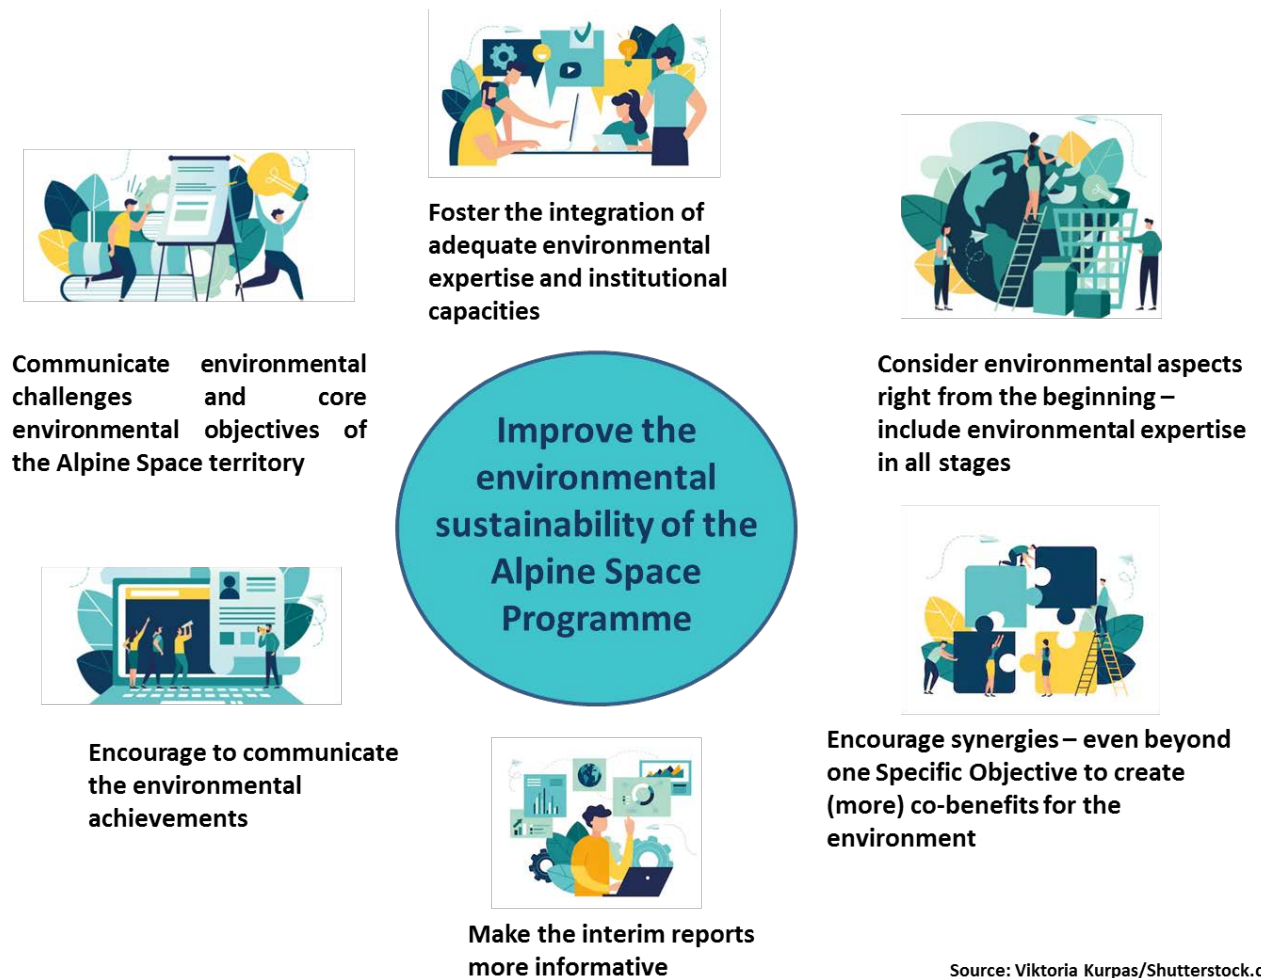 Foster the integration of
adequate environmental
expertise and institutional
capacities
Communicate environmental
challenges and core
environmental objectives of
the Alpine Space territory
Consider environmental aspects
right from the beginning –
include environmental expertise
in all stages
Improve the
environmental
sustainability of the
Alpine Space
Programme
Encourage to communicate
the environmental
achievements
Encourage synergies – even beyond
one Specific Objective to create
(more) co-benefits for the
environment
Make the interim reports
more informative
Source: Viktoria Kurpas/Shutterstock.c